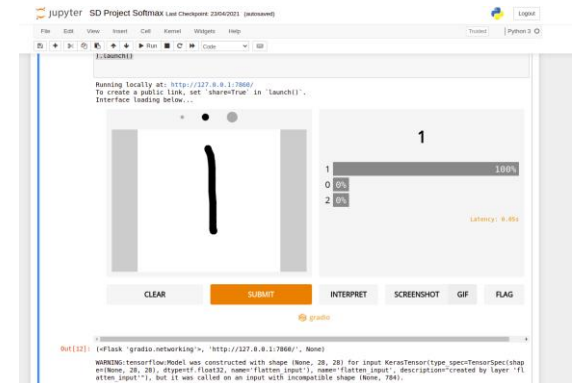 jupyter SD Project Softmax Last Checkpoint: 23/04/2021 (autosaved)
Logout
File Edit View Insert Cell Kernel Widgets Help
Trusted Python 3
Run Code
).launch()
Running locally at: http://127.0.0.1:7860/
To create a public link, set `share=True` in `launch()`.
Interface loading below...
1
1 100%
0 0%
2 0%
Latency: 0.05s
CLEAR SUBMIT INTERPRET SCREENSHOT GIF FLAG
gradio
Out[12]: (<Flask 'gradio.networking'>, 'http://127.0.0.1:7860/', None)
WARNING:tensorflow:Model was constructed with shape (None, 28, 28) for input KerasTensor(type_spec=TensorSpec(shap
e=(None, 28, 28), dtype=tf.float32, name='flatten_input'), name='flatten_input', description="created by layer 'fl
atten_input'"), but it was called on an input with incompatible shape (None, 784).